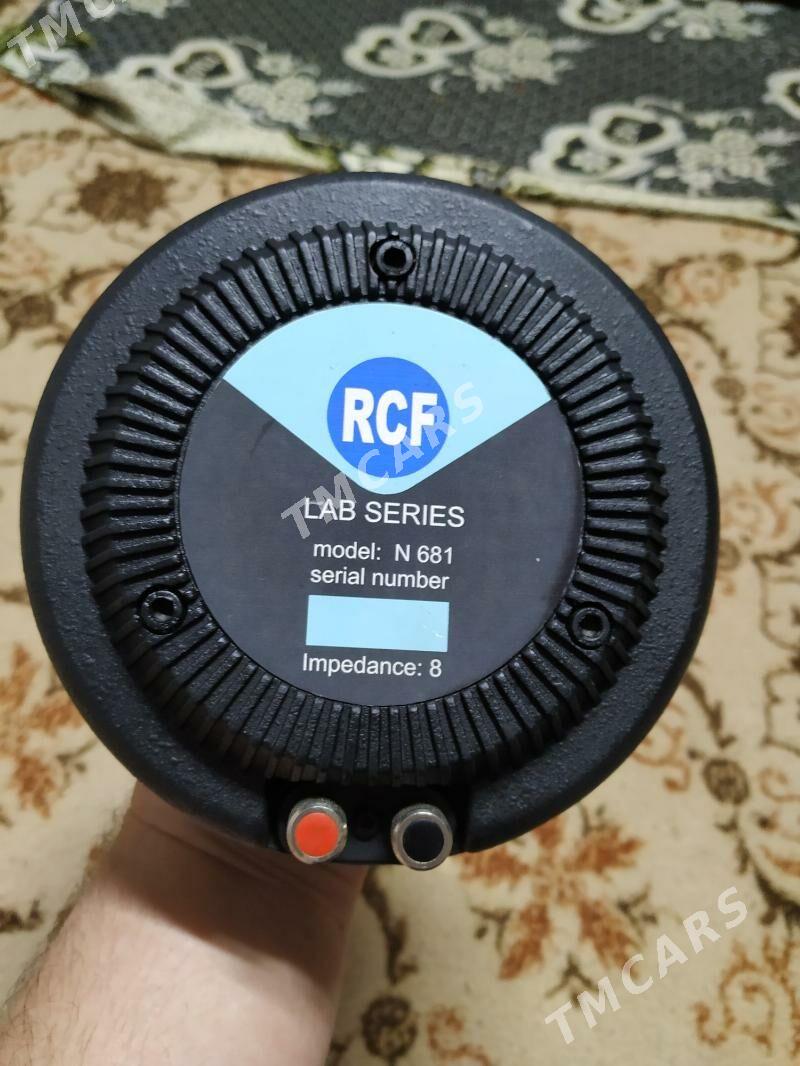 TMCARS
RCF
TMCARS
LAB SERIES
model: N 681
serial number
Impedance: 8
TMCARS